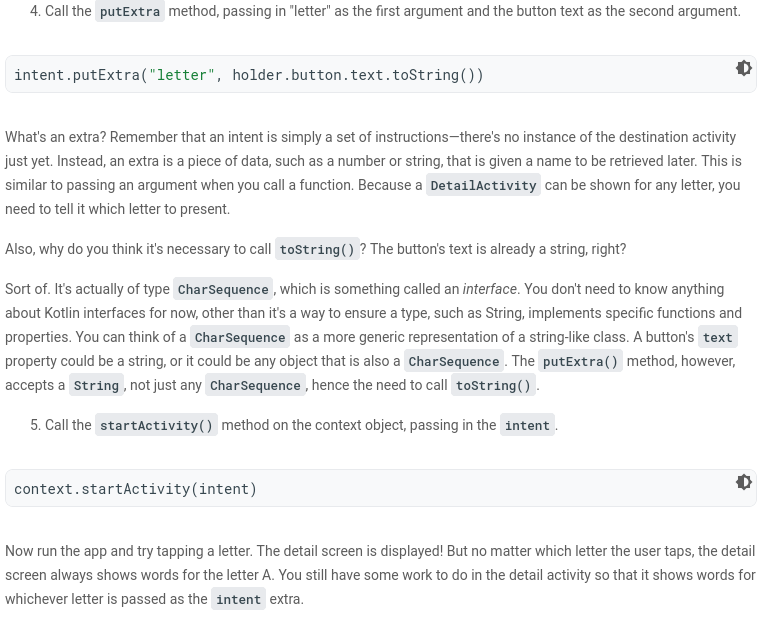 4. Call the putExtra method, passing in "letter" as the first argument and the button text as the second argument.
intent.putExtra("letter", holder.button.text.toString())
What's an extra? Remember that an intent is simply a set of instructions—there's no instance of the destination activity
just yet. Instead, an extra is a piece of data, such as a number or string, that is given a name to be retrieved later. This is
similar to passing an argument when you call a function. Because a DetailActivity can be shown for any letter, you
need to tell it which letter to present.
Also, why do you think it's necessary to call toString()? The button's text is already a string, right?
Sort of. It's actually of type CharSequence, which is something called an interface. You don't need to know anything
about Kotlin interfaces for now, other than it's a way to ensure a type, such as String, implements specific functions and
properties. You can think of a CharSequence as a more generic representation of a string-like class. A button's text
property could be a string, or it could be any object that is also a CharSequence. The putExtra() method, however,
accepts a String, not just any CharSequence, hence the need to call toString().
5. Call the startActivity() method on the context object, passing in the intent.
context.startActivity(intent)
Now run the app and try tapping a letter. The detail screen is displayed! But no matter which letter the user taps, the detail
screen always shows words for the letter A. You still have some work to do in the detail activity so that it shows words for
whichever letter is passed as the intent extra.